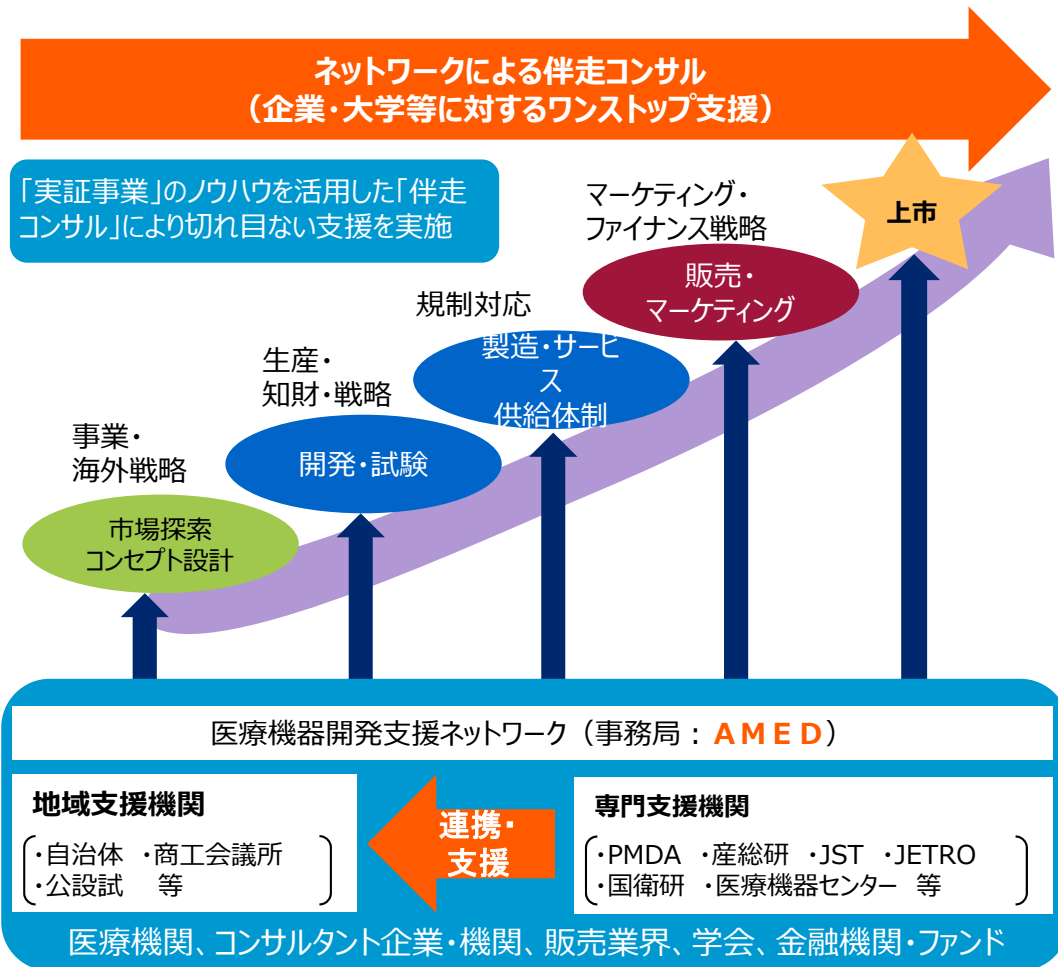 ネットワークによる伴走コンサル
（企業・大学等に対するワンストップ支援）
「実証事業」のノウハウを活用した「伴走
コンサル」により切れ目ない支援を実施
マーケティング・
ファイナンス戦略
上市
販売・
マーケティング
規制対応
製造・サービ
ス
供給体制
生産・
知財・戦略
開発・試験
事業・
海外戦略
市場探索
コンセプト設計
医療機器開発支援ネットワーク（事務局：ＡＭＥＤ）
地域支援機関
・自治体 ・商工会議所
・公設試 等
連携・
支援
専門支援機関
・PMDA ・産総研 ・JST ・JETRO
・国衛研 ・医療機器センター 等
医療機関、コンサルタント企業・機関、販売業界、学会、金融機関・ファンド